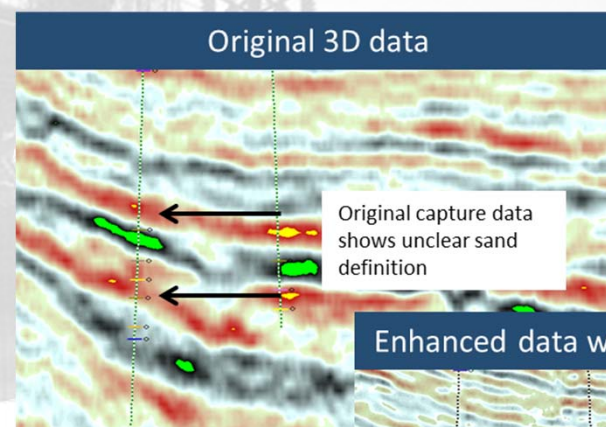 Original 3D data
Original capture data
shows unclear sand
definition
Enhanced data w